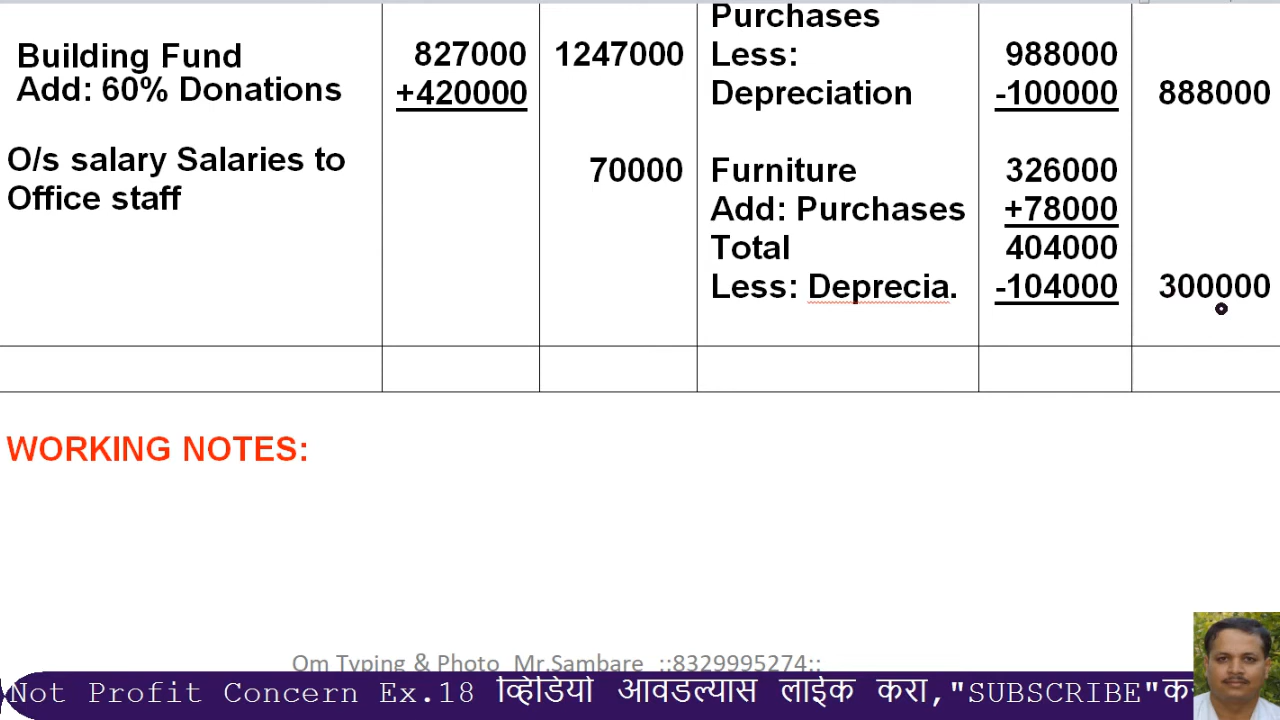 Purchases
Building Fund 827000 1247000 Less: 988000
Add: 60% Donations +420000 Depreciation -100000 888000
O/s salary Salaries to 70000 Furniture 326000
Office staff Add: Purchases +78000
Total 404000
Less: Deprecia. -104000 300000
WORKING NOTES:
Om Typing & Photo Mr.Sambare ::8329995274::
Not Profit Concern Ex.18 व्हिडियो आवडल्यास लाईक करा,"SUBSCRIBE"क